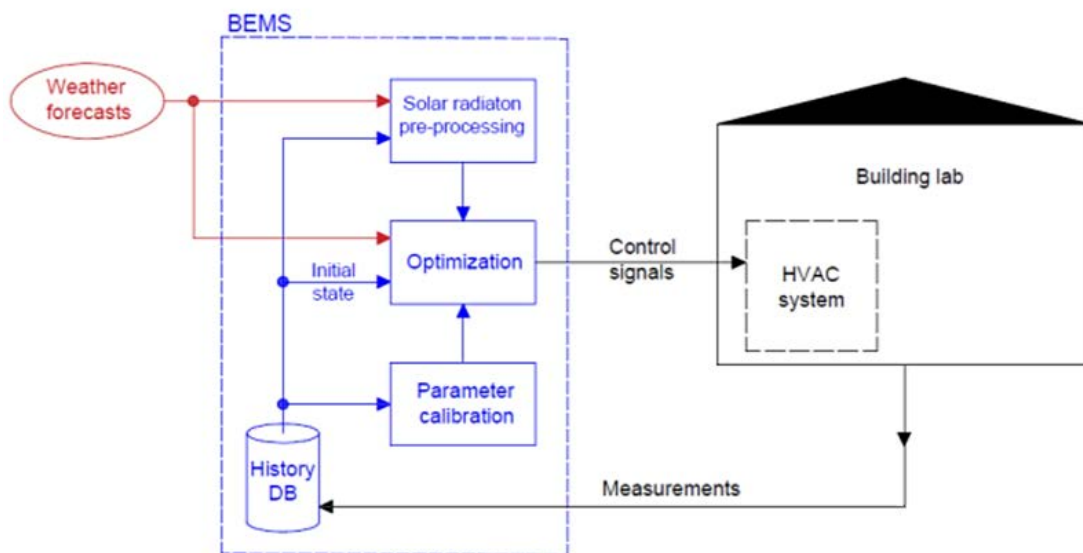 BEMS
Weather
forecasts
Solar radiaton
pre-processing
Building lab
Initial
state
Optimization
Control
signals
HVAC
system
Parameter
calibration
History
DB
Measurements